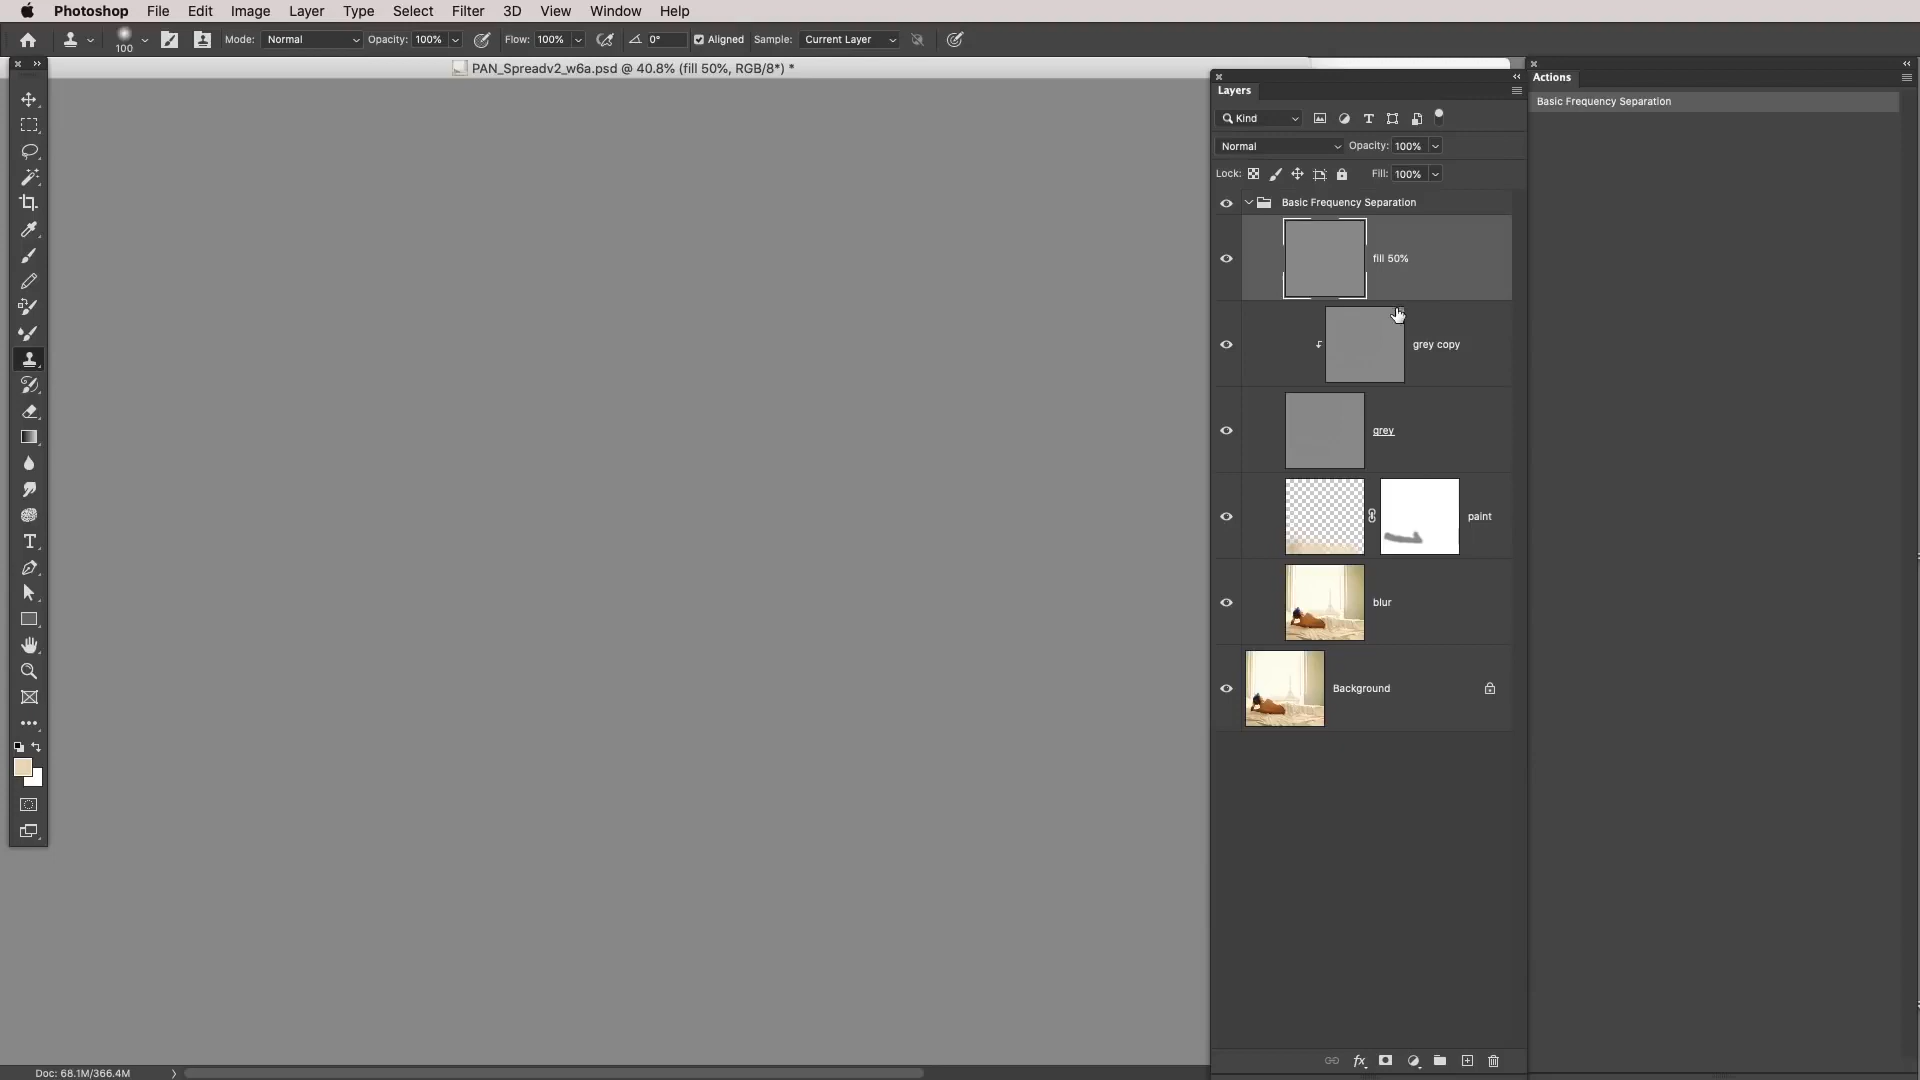 Photoshop File Edit Image Layer Type Select Filter 3D View Window Help
100 Mode: Normal Opacity: 100% Flow: 100% 0° Aligned Sample: Current Layer
PAN_Spreadv2_w6a.psd @ 40.8% (fill 50%, RGB/8*) *
Layers
Kind
Normal Opacity: 100%
Lock: Fill: 100%
Basic Frequency Separation
fill 50%
grey copy
grey
paint
blur
Background
Actions
Basic Frequency Separation
Doc: 68.1M/366.4M